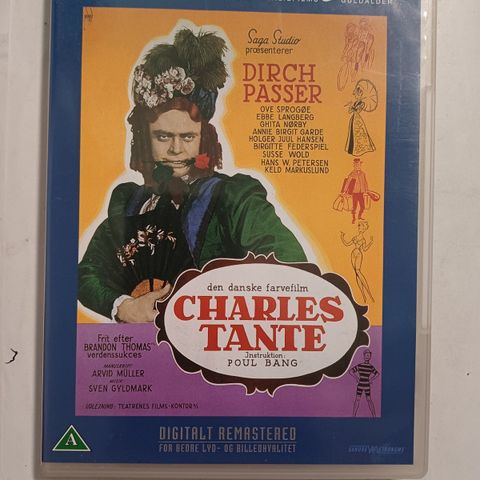 GULDALDER
Saga Studio
præsenterer
DIRCH
PASSER
OVE SPROGØE
EBBE LANGBERG
GHITA NØRBY
ANNIE BIRGIT GARDE
HOLGER JUUL HANSEN
BIRGITTE FEDERSPIEL
SUSSE WOLD
HANS W. PETERSEN
KELD MARKUSLUND
den danske farvefilm
CHARLES
TANTE
Instruktion:
POUL BANG
Frit efter
BRANDON THOMAS'
verdenssukces
MANUSKRIPT:
ARVID MÜLLER
MUSIK:
SVEN GYLDMARK
UDLEJNING: TEATRENES FILMS-KONTOR A/S
A
DIGITALT REMASTERED
FOR BEDRE LYD- OG BILLEDKVALITET